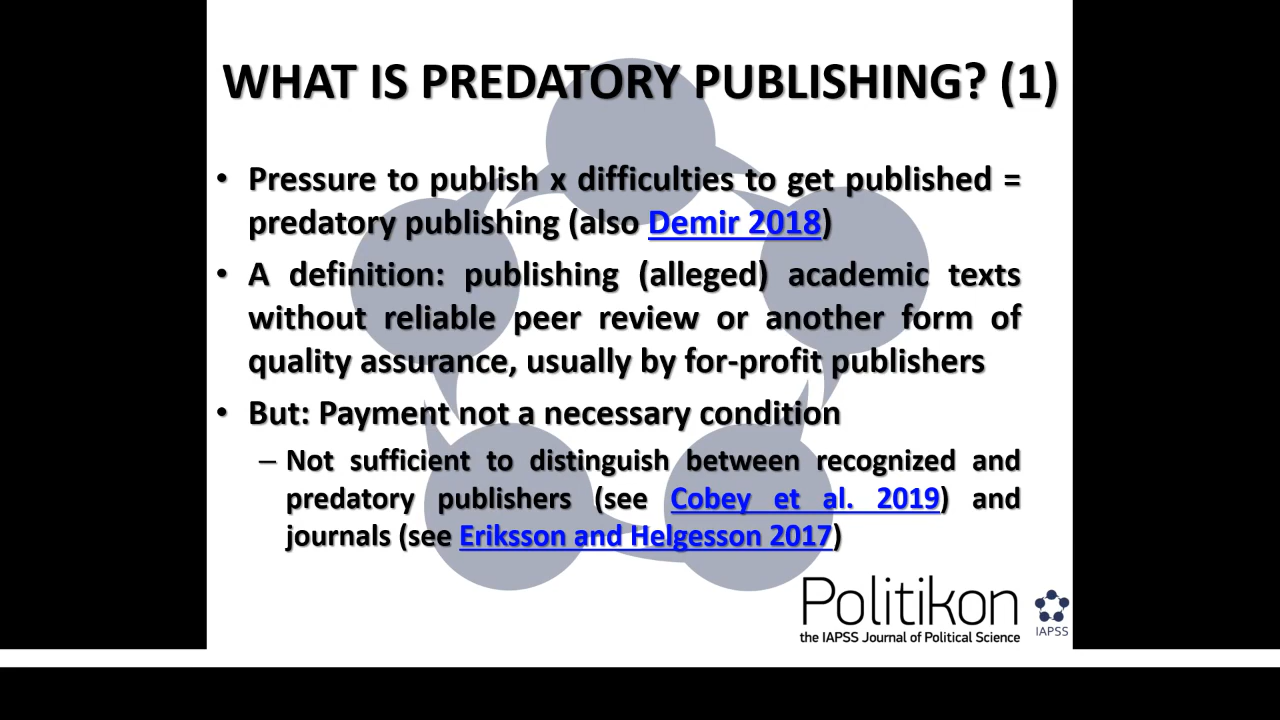 WHAT IS PREDATORY PUBLISHING? (1)
• Pressure to publish x difficulties to get published =
predatory publishing (also Demir 2018)
• A definition: publishing (alleged) academic texts
without reliable peer review or another form of
quality assurance, usually by for-profit publishers
• But: Payment not a necessary condition
– Not sufficient to distinguish between recognized and
predatory publishers (see Cobey et al. 2019) and
journals (see Eriksson and Helgesson 2017)
Politikon
the IAPSS Journal of Political Science
IAPSS